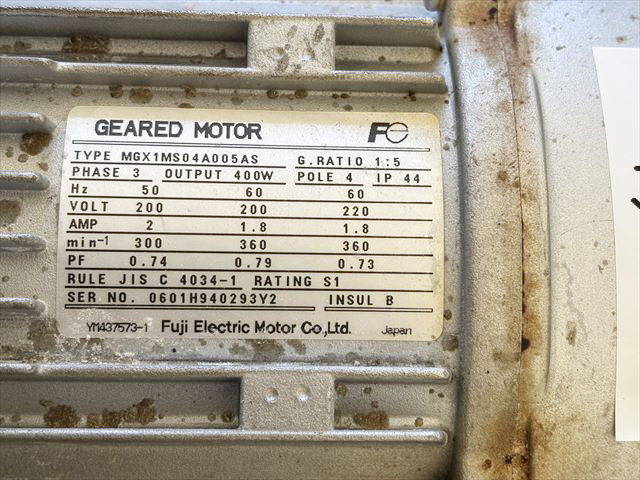 GEARED MOTOR Fe
TYPE MGX1MS04A005AS G.RATIO 1:5
PHASE 3 OUTPUT 400W POLE 4 IP 44
Hz 50 60 60
VOLT 200 200 220
AMP 2 1.8 1.8
min-1 300 360 360
PF 0.74 0.79 0.73
RULE JIS C 4034-1 RATING S1
SER NO. 0601H940293Y2 INSUL B
YM437573-1 Fuji Electric Motor Co,Ltd. Japan